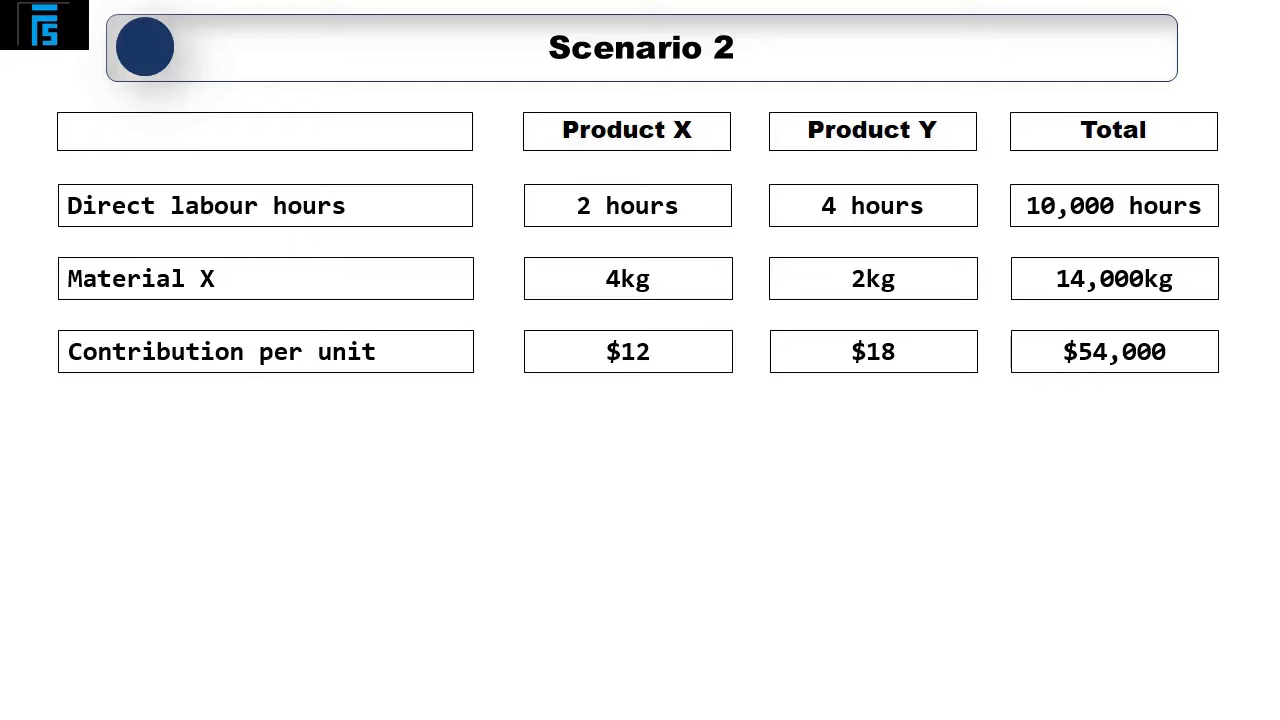 Scenario 2
Product X Product Y Total
Direct labour hours 2 hours 4 hours 10,000 hours
Material X 4kg 2kg 14,000kg
Contribution per unit $12 $18 $54,000